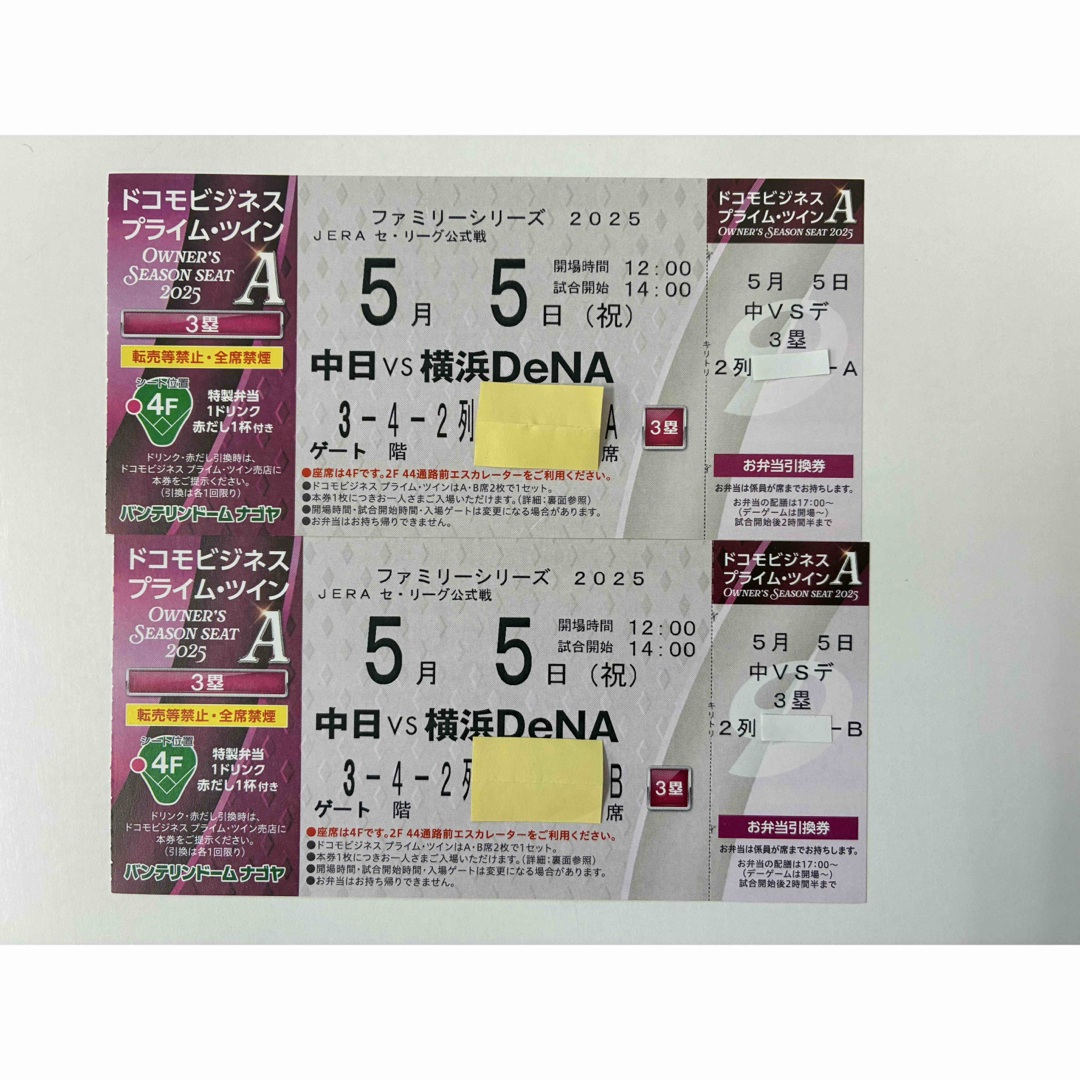 ドコモビジネス
プライム・ツイン
OWNER'S
SEASON SEAT
2025
A
3塁
転売等禁止・全席禁煙
シート位置
4F
特製弁当
1ドリンク
赤だし1杯付き
ドリンク・赤だし引換時は、
ドコモビジネス プライム・ツイン売店に
本券をご提示ください。
(引換は各1回限り)
バンテリンドーム ナゴヤ
ファミリーシリーズ 2025
JERA セ・リーグ公式戦
開場時間 12:00
試合開始 14:00
5月 5日(祝)
中日VS横浜DeNA
3-4-2列 A
ゲート 階 席
3塁
●座席は4Fです。2F 44通路前エスカレーターをご利用ください。
●ドコモビジネス プライム・ツインはA・B席2枚で1セット。
●本券1枚につきお一人さまご入場いただけます。(詳細:裏面参照)
●開場時間・試合開始時間・入場ゲートは変更になる場合があります。
●お弁当はお持ち帰りできません。
キリトリ
ドコモビジネス
プライム・ツイン A
OWNER'S SEASON SEAT 2025
5月 5日
中VSデ
3塁
2列 -A
お弁当引換券
お弁当は係員が席までお持ちします。
お弁当の配膳は17:00〜
(デーゲームは開場〜)
試合開始後2時間半まで
ドコモビジネス
プライム・ツイン
OWNER'S
SEASON SEAT
2025
A
3塁
転売等禁止・全席禁煙
シート位置
4F
特製弁当
1ドリンク
赤だし1杯付き
ドリンク・赤だし引換時は、
ドコモビジネス プライム・ツイン売店に
本券をご提示ください。
(引換は各1回限り)
バンテリンドーム ナゴヤ
ファミリーシリーズ 2025
JERA セ・リーグ公式戦
開場時間 12:00
試合開始 14:00
5月 5日(祝)
中日VS横浜DeNA
3-4-2列 B
ゲート 階 席
3塁
●座席は4Fです。2F 44通路前エスカレーターをご利用ください。
●ドコモビジネス プライム・ツインはA・B席2枚で1セット。
●本券1枚につきお一人さまご入場いただけます。(詳細:裏面参照)
●開場時間・試合開始時間・入場ゲートは変更になる場合があります。
●お弁当はお持ち帰りできません。
キリトリ
ドコモビジネス
プライム・ツイン A
OWNER'S SEASON SEAT 2025
5月 5日
中VSデ
3塁
2列 -B
お弁当引換券
お弁当は係員が席までお持ちします。
お弁当の配膳は17:00〜
(デーゲームは開場〜)
試合開始後2時間半まで